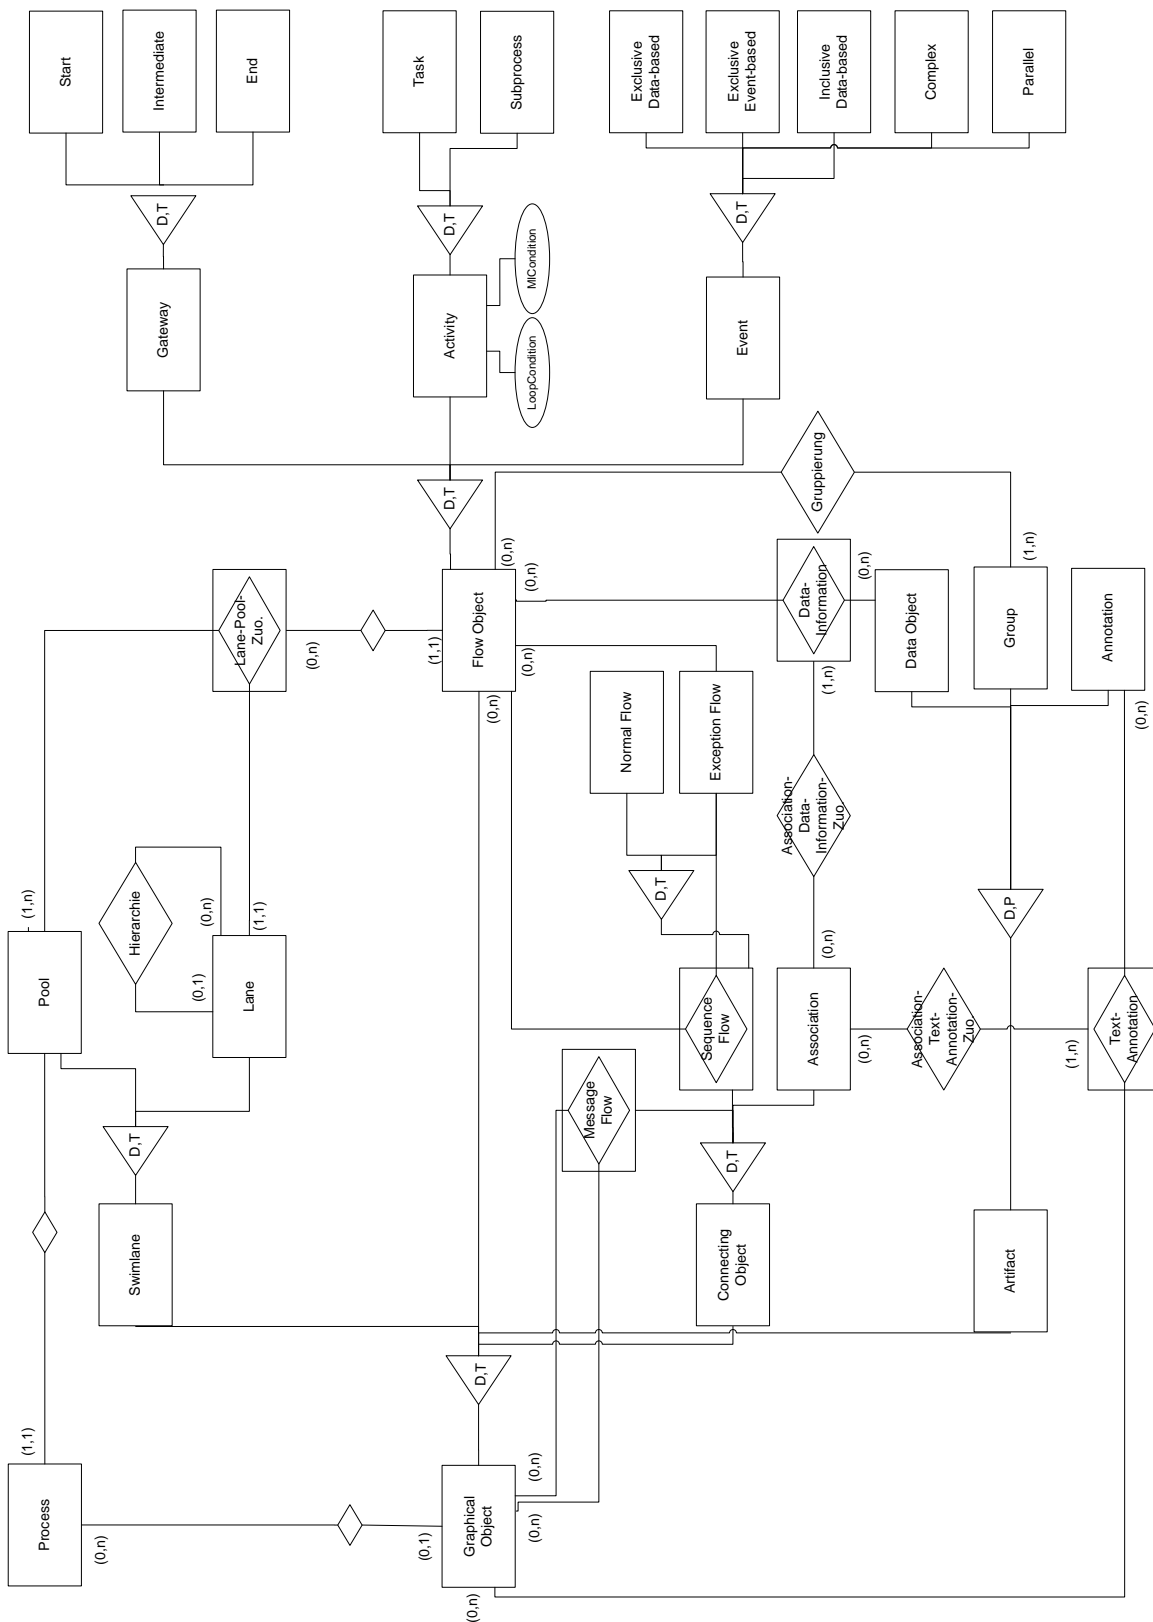 Start
Intermediate
End
Task
Subprocess
Exclusive
Data-based
Exclusive
Event-based
Inclusive
Data-based
Complex
Parallel
D,T
D,T
D,T
Gateway
Activity
Event
MICondition
LoopCondition
D,T
Gruppierung
Lane-Pool-
Zuo.
(0,n)
(1,1)
Flow Object
(0,n)
(0,n)
(0,n)
(0,n)
Data-
Information
(0,n)
(1,n)
Data Object
(1,n)
Group
Annotation
(0,n)
Normal Flow
Exception Flow
D,T
Association-
Data-
Information-
Zuo.
(0,n)
D,P
(1,n)
Pool
Hierarchie
(0,n)
(0,1)
(1,1)
Lane
D,T
Swimlane
Sequence
Flow
Message
Flow
Association
(0,n)
Association-
Text-
Annotation-
Zuo.
(1,n)
Text-
Annotation
D,T
Connecting
Object
Artifact
D,T
(1,1)
Process
(0,n)
(0,1)
Graphical
Object
(0,n)
(0,n)
(0,n)